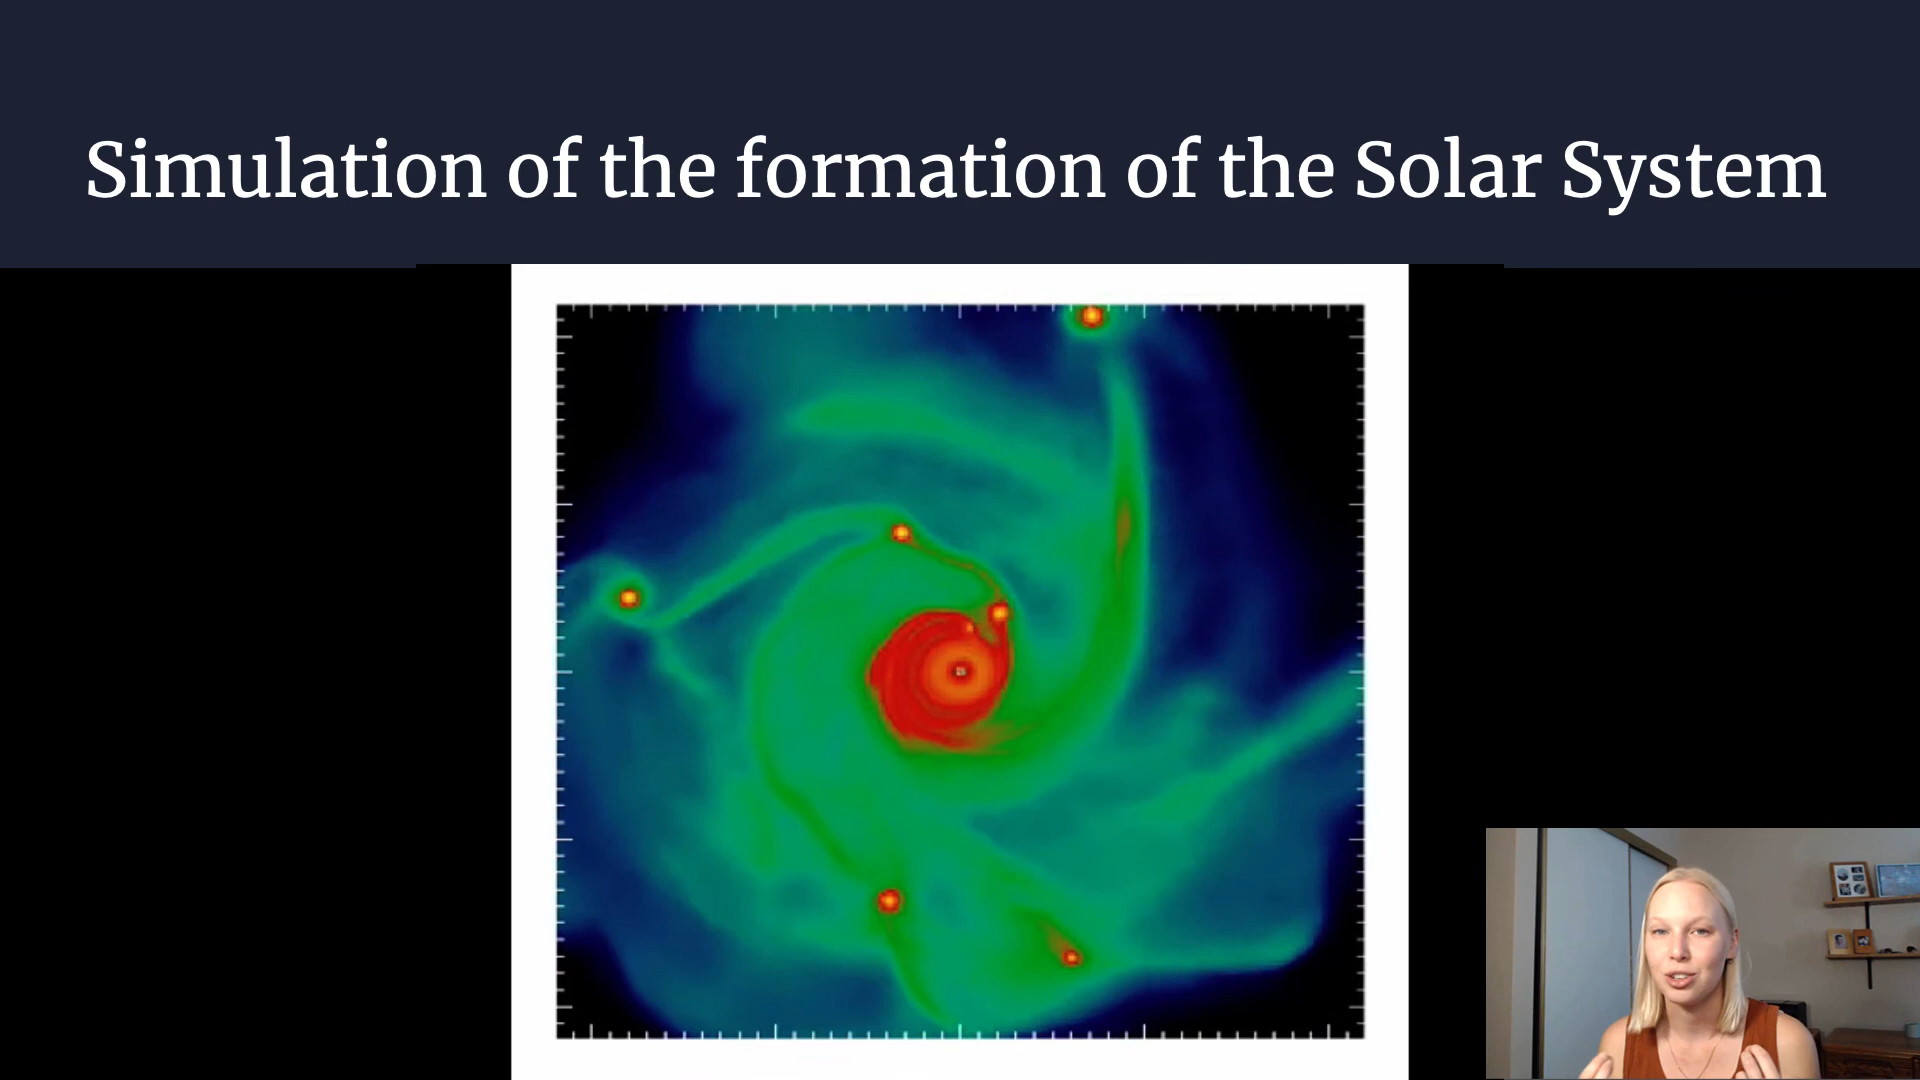 Simulation of the formation of the Solar System